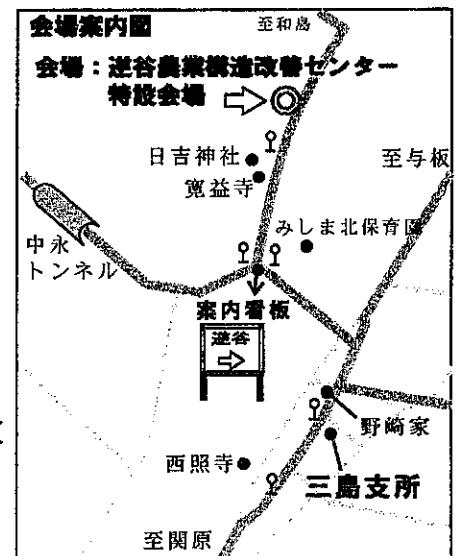 会場案内図
至和島
会場：逆谷農業構造改善センター
特設会場
日吉神社
寛益寺
至与板
みしま北保育園
中永
トンネル
案内看板
逆谷
野崎家
西照寺
三島支所
至関原